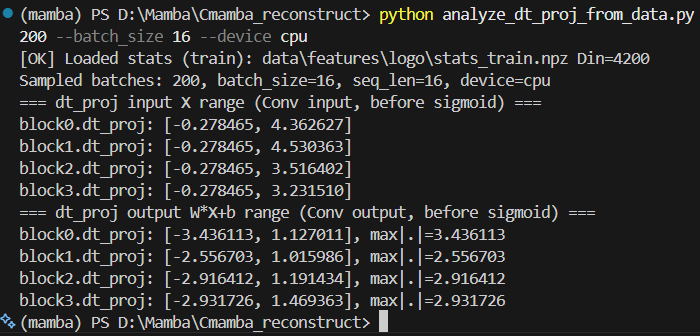 (mamba) PS D:\Mamba\Cmamba_reconstruct> python analyze_dt_proj_from_data.py
200 --batch_size 16 --device cpu
[OK] Loaded stats (train): data\features\logo\stats_train.npz Din=4200
Sampled batches: 200, batch_size=16, seq_len=16, device=cpu
=== dt_proj input X range (Conv input, before sigmoid) ===
block0.dt_proj: [-0.278465, 4.362627]
block1.dt_proj: [-0.278465, 4.530363]
block2.dt_proj: [-0.278465, 3.516402]
block3.dt_proj: [-0.278465, 3.231510]
=== dt_proj output W*X+b range (Conv output, before sigmoid) ===
block0.dt_proj: [-3.436113, 1.127011], max|.|=3.436113
block1.dt_proj: [-2.556703, 1.015986], max|.|=2.556703
block2.dt_proj: [-2.916412, 1.191434], max|.|=2.916412
block3.dt_proj: [-2.931726, 1.469363], max|.|=2.931726
(mamba) PS D:\Mamba\Cmamba_reconstruct>